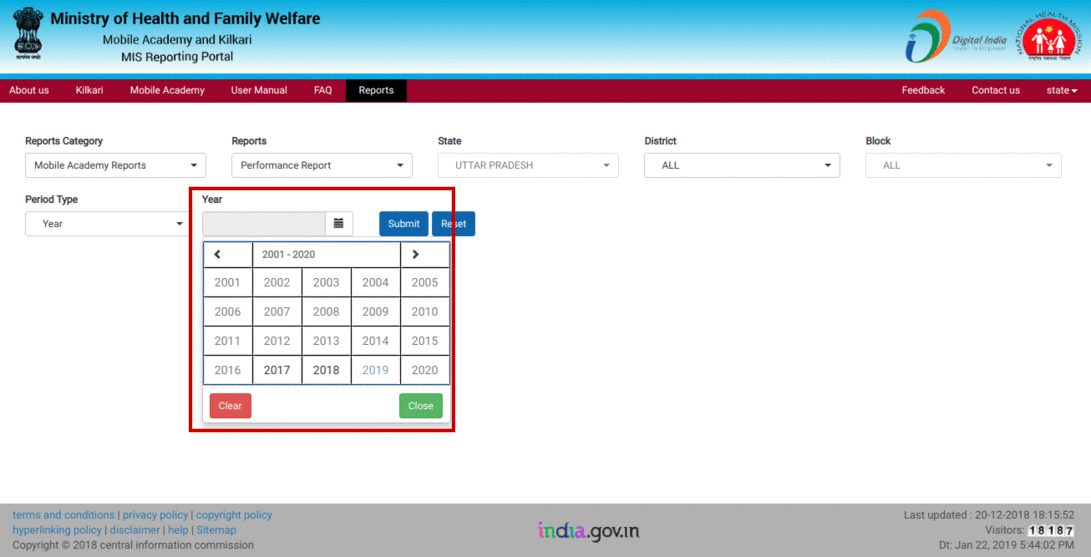 Ministry of Health and Family Welfare
Mobile Academy and Kilkari
MIS Reporting Portal
Digital India
Power To Empower
NATIONAL HEALTH MISSION
About us Kilkari Mobile Academy User Manual FAQ Reports Feedback Contact us state
Reports Category Reports State District Block
Mobile Academy Reports Performance Report UTTAR PRADESH ALL ALL
Period Type Year
Year Submit Reset
2001 - 2020
2001 2002 2003 2004 2005
2006 2007 2008 2009 2010
2011 2012 2013 2014 2015
2016 2017 2018 2019 2020
Clear Close
terms and conditions | privacy policy | copyright policy
hyperlinking policy | disclaimer | help | Sitemap
Copyright © 2018 central information commission
india.gov.in
Last updated : 20-12-2018 18:15:52
Visitors: 18187
Dt: Jan 22, 2019 5:44:02 PM